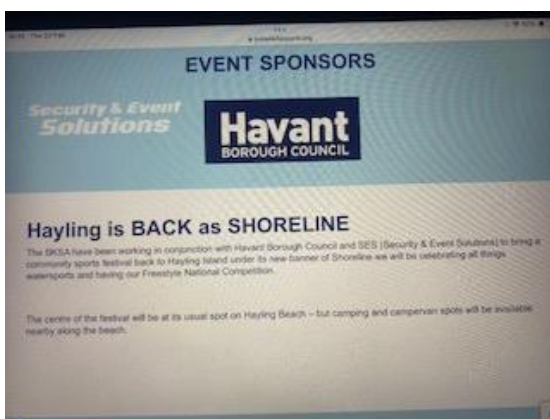 Thu 22 Feb
EVENT SPONSORS
Security & Event
Solutions
Havant
BOROUGH COUNCIL
Hayling is BACK as SHORELINE
The BKSA have been working in conjunction with Havant Borough Council and SES (Security & Event Solutions) to bring a
community sports festival back to Hayling Island under its new banner of Shoreline we will be celebrating all things
watersports and having our Freestyle National Competition.
The centre of the festival will be at its usual spot on Hayling Beach – but camping and campervan spots will be available
nearby along the beach.